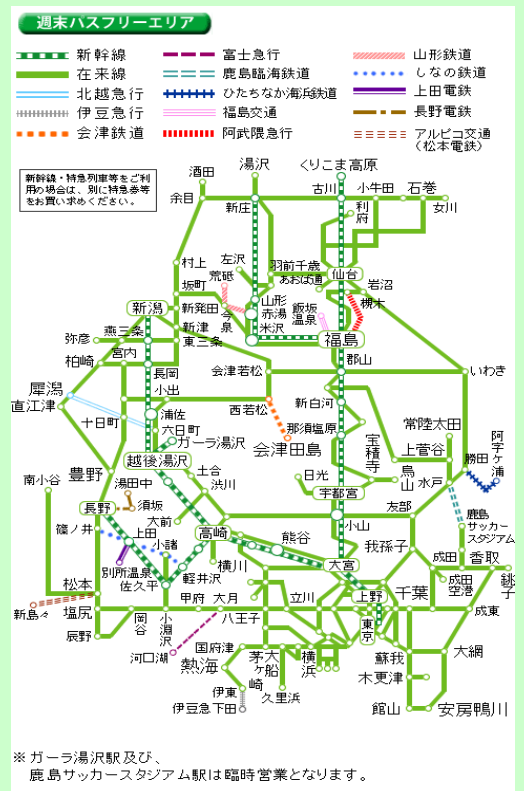 週末パスフリーエリア
新幹線
富士急行
山形鉄道
在来線
鹿島臨海鉄道
しなの鉄道
北越急行
ひたちなか海浜鉄道
上田電鉄
伊豆急行
福島交通
長野電鉄
会津鉄道
阿武隈急行
アルピコ交通
（松本電鉄）
新幹線・特急列車等をご利
用の場合は、別に特急券等
をお買い求めください。
酒田
湯沢
くりこま高原
余目
新庄
古川
小牛田
石巻
利府
女川
村上
左沢
羽前千歳
あおば通
仙台
岩沼
槻木
荒砥
坂町
新潟
新発田
今泉
山形
赤湯
米沢
飯坂温泉
福島
弥彦
燕三条
新津
東三条
柏崎
宮内
長岡
会津若松
郡山
いわき
犀潟
直江津
小出
西若松
新白河
十日町
浦佐
六日町
ガーラ湯沢
会津田島
那須塩原
宝積寺
常陸太田
上菅谷
阿字ヶ浦
勝田
豊野
越後湯沢
土合
渋川
日光
宇都宮
烏山
水戸
南小谷
湯田中
須坂
長野
大前
小山
友部
鹿島サッカースタジアム
篠ノ井
上田
小諸
高崎
熊谷
我孫子
成田
香取
別所温泉
佐久平
軽井沢
横川
大宮
成田空港
銚子
松本
新島々
塩尻
甲府
大月
立川
上野
千葉
成東
辰野
岡谷
小淵沢
八王子
東京
河口湖
国府津
茅ヶ崎
大船
横浜
蘇我
大網
熱海
木更津
伊東
伊豆急下田
久里浜
館山
安房鴨川
※ ガーラ湯沢駅及び、
鹿島サッカースタジアム駅は臨時営業となります。